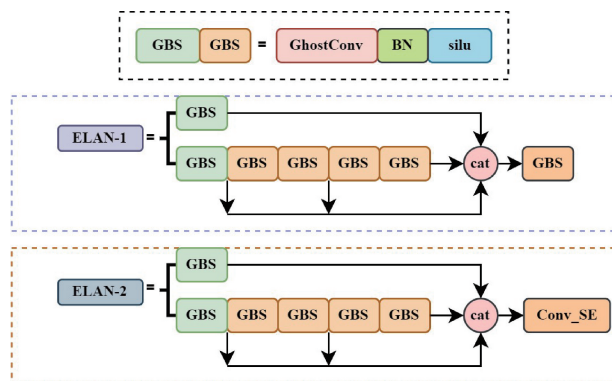 GBS GBS = GhostConv BN silu
GBS
ELAN-1 =
GBS GBS GBS GBS GBS cat GBS
GBS
ELAN-2 =
GBS GBS GBS GBS GBS cat Conv_SE